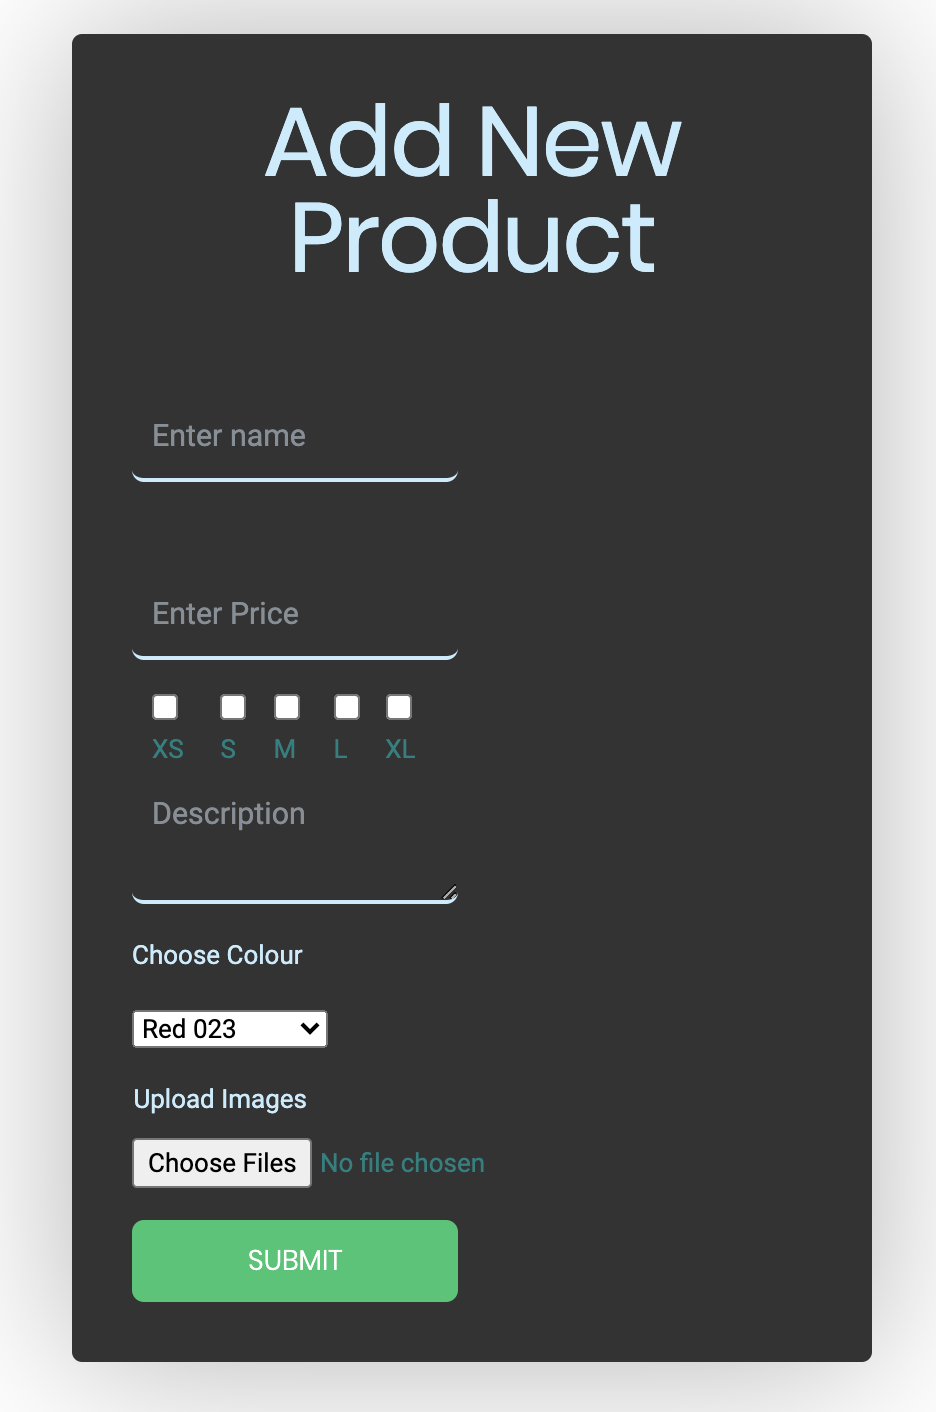 Add New
Product
Enter name
Enter Price
XS S M L XL
Description
Choose Colour
Red 023
Upload Images
Choose Files No file chosen
SUBMIT